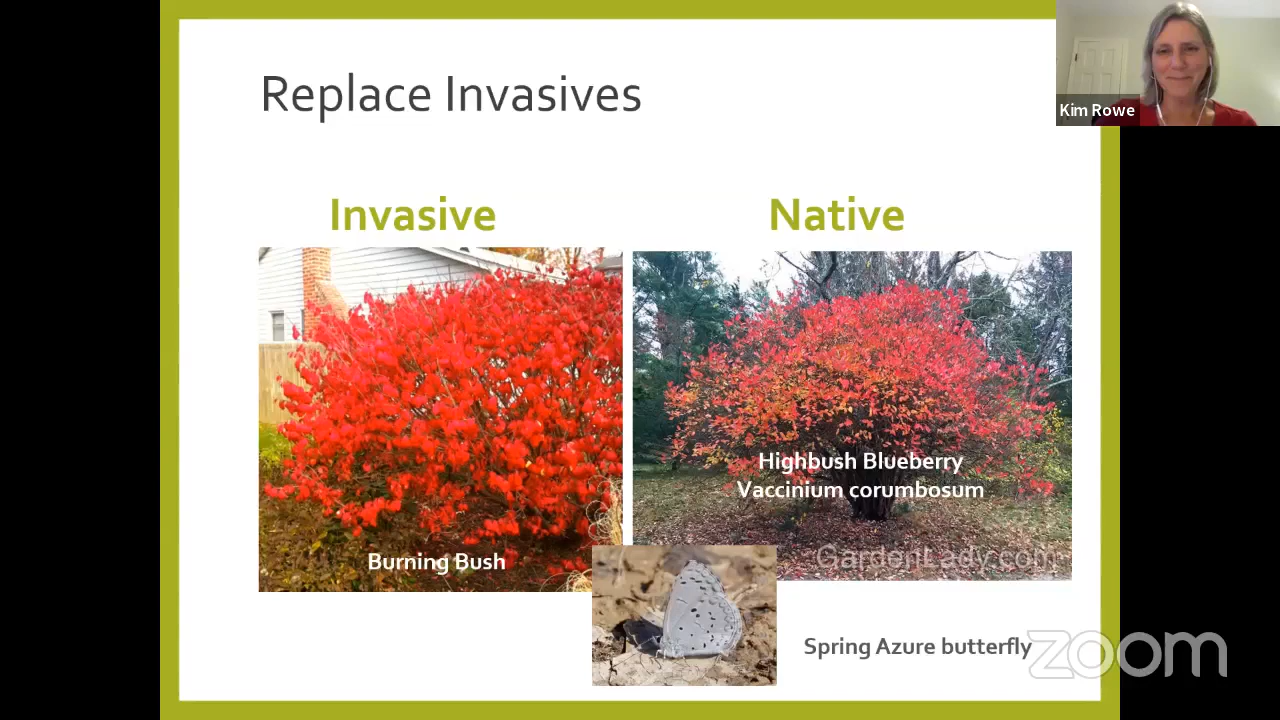 Replace Invasives
Kim Rowe
Invasive
Native
Burning Bush
Highbush Blueberry
Vaccinium corumbosum
GardenLady.com
Spring Azure butterfly
zoom